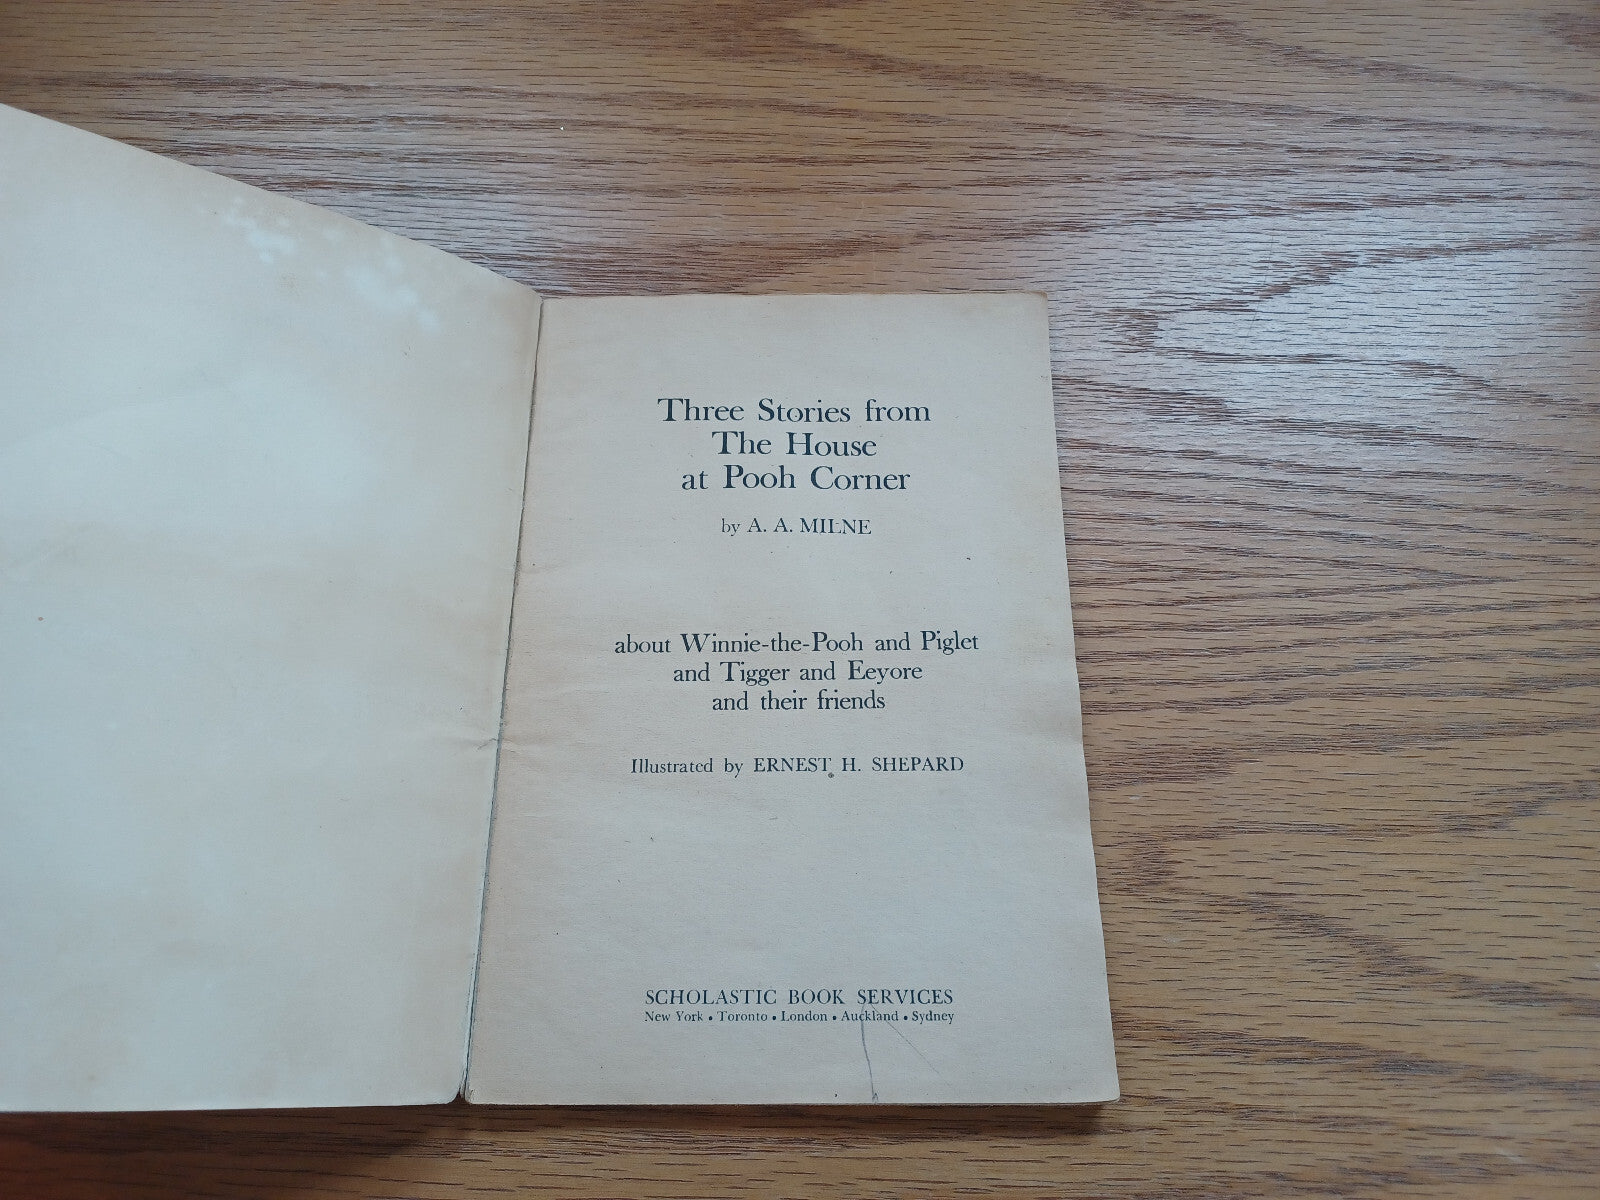 Three Stories from
The House
at Pooh Corner
by A. A. MILNE
about Winnie-the-Pooh and Piglet
and Tigger and Eeyore
and their friends
Illustrated by ERNEST H. SHEPARD
SCHOLASTIC BOOK SERVICES
New York • Toronto • London • Auckland • Sydney